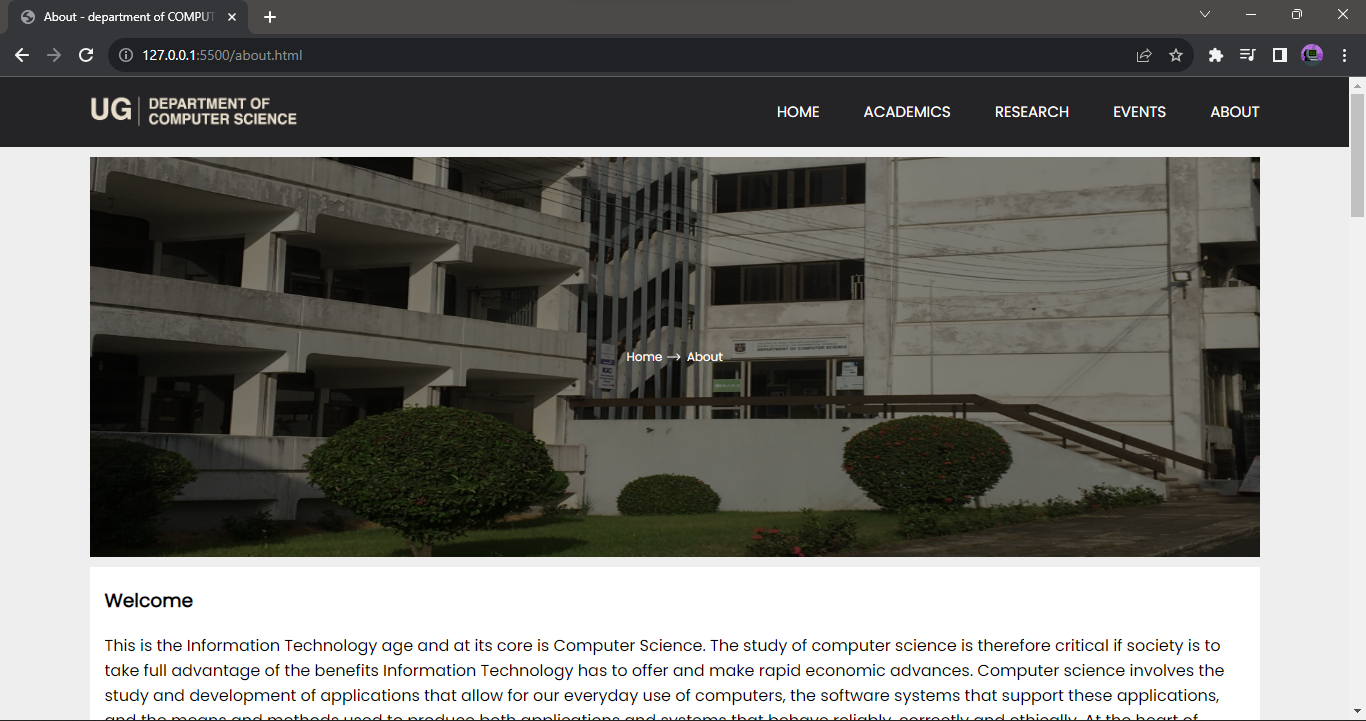 About - department of COMPUT
127.0.0.1:5500/about.html
UG DEPARTMENT OF
COMPUTER SCIENCE
HOME ACADEMICS RESEARCH EVENTS ABOUT
DEPARTMENT OF COMPUTER SCIENCE
Home → About
Welcome
This is the Information Technology age and at its core is Computer Science. The study of computer science is therefore critical if society is to
take full advantage of the benefits Information Technology has to offer and make rapid economic advances. Computer science involves the
study and development of applications that allow for our everyday use of computers, the software systems that support these applications,
and the means and methods used to produce both applications and systems that behave reliably, correctly and ethically. At the heart of